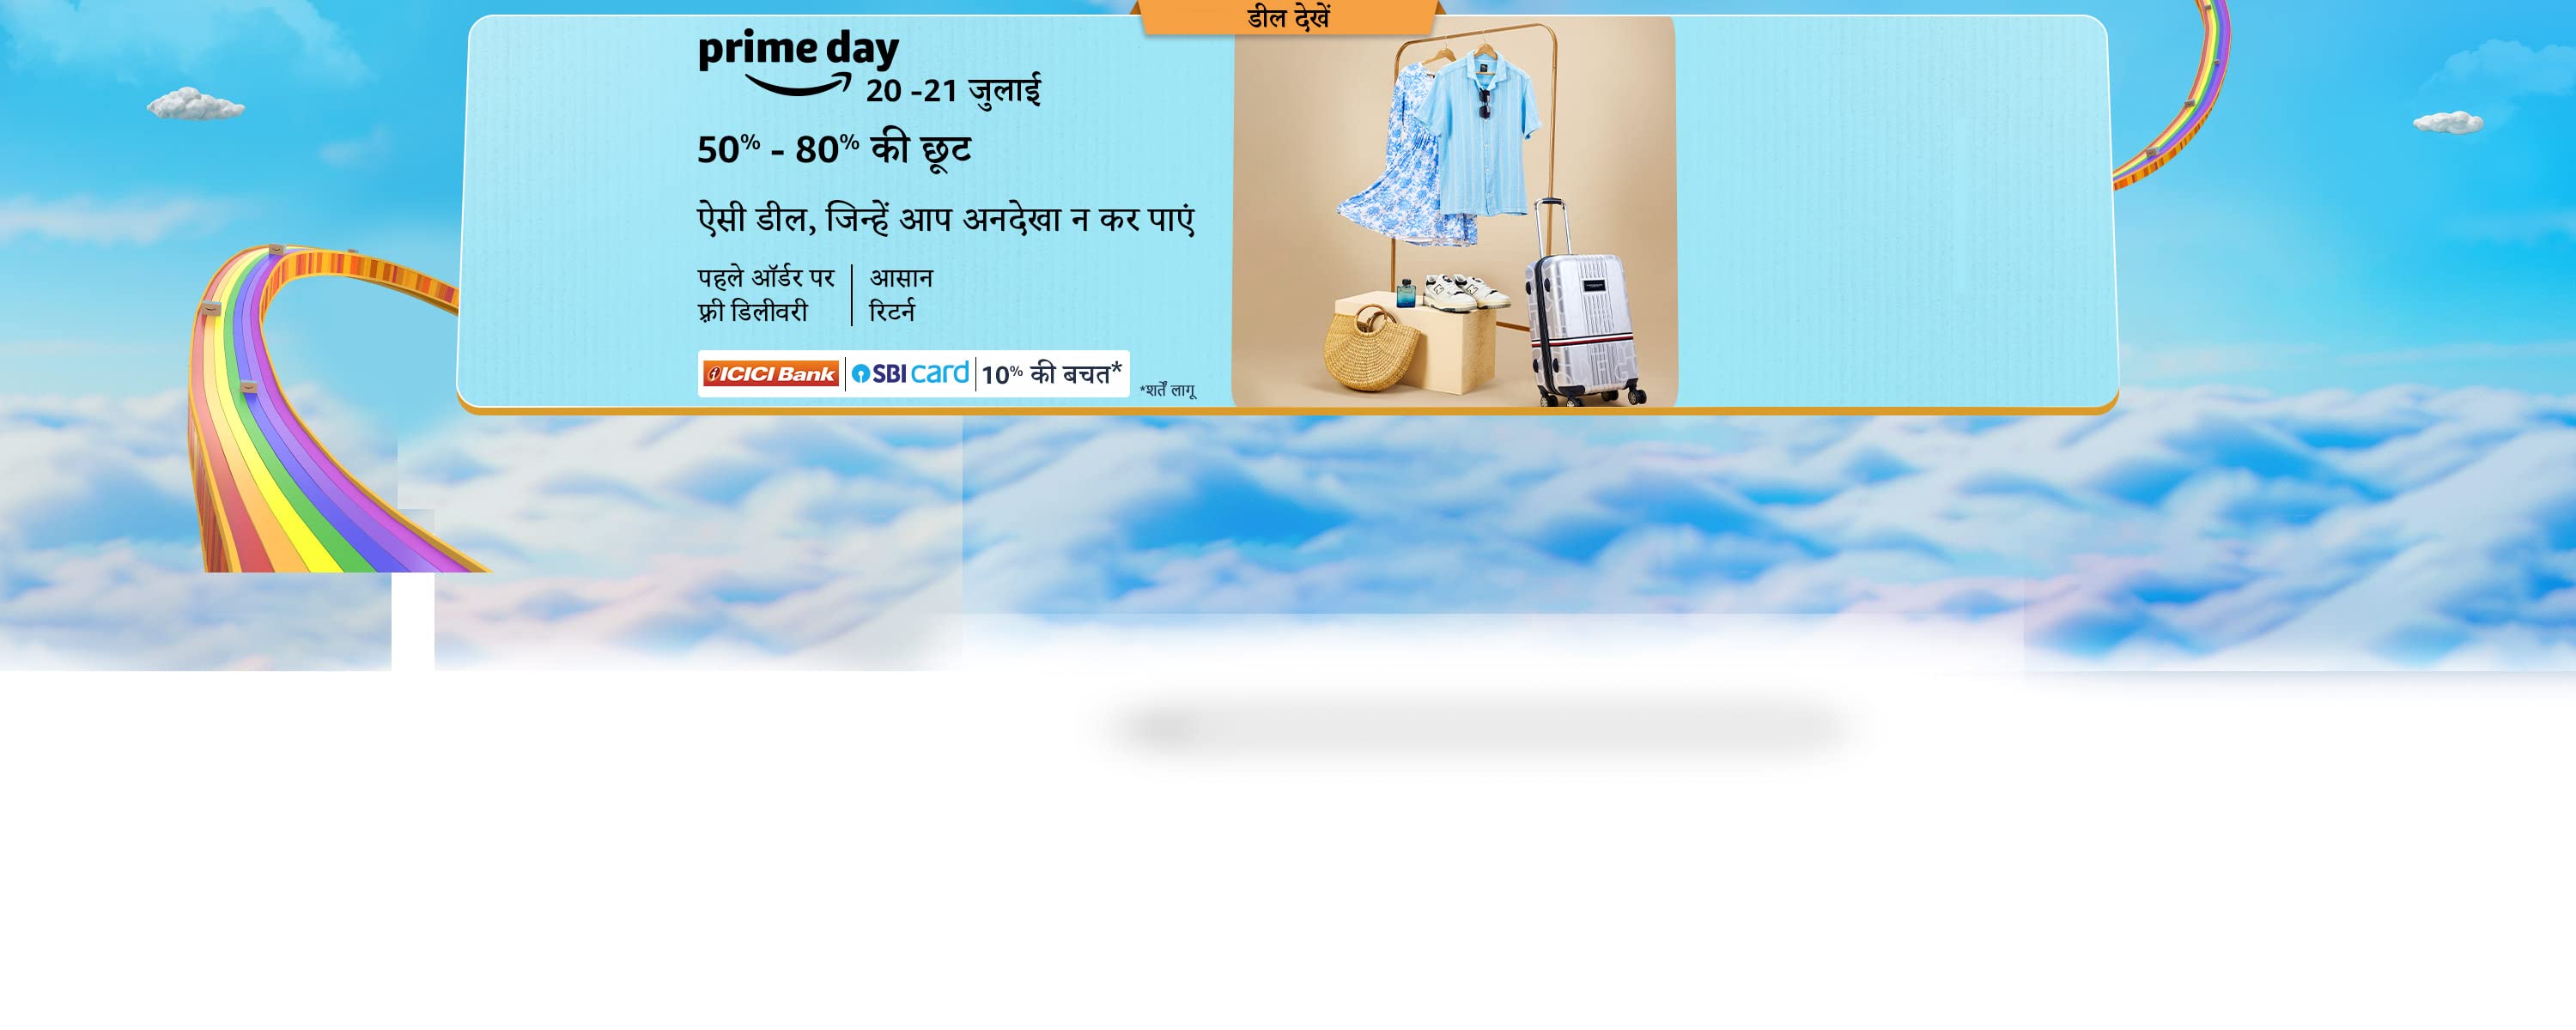 डील देखें
prime day
20 -21 जुलाई
50% - 80% की छूट
ऐसी डील, जिन्हें आप अनदेखा न कर पाएं
पहले ऑर्डर पर
फ़्री डिलीवरी
आसान
रिटर्न
ICICI Bank SBI card 10% की बचत*
*शर्तें लागू